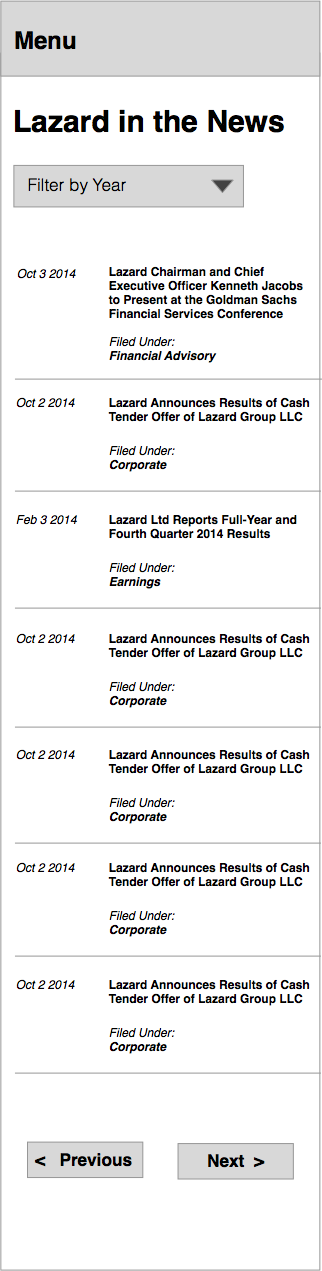 Menu
Lazard in the News
Filter by Year
Oct 3 2014
Lazard Chairman and Chief
Executive Officer Kenneth Jacobs
to Present at the Goldman Sachs
Financial Services Conference
Filed Under:
Financial Advisory
Oct 2 2014
Lazard Announces Results of Cash
Tender Offer of Lazard Group LLC
Filed Under:
Corporate
Feb 3 2014
Lazard Ltd Reports Full-Year and
Fourth Quarter 2014 Results
Filed Under:
Earnings
Oct 2 2014
Lazard Announces Results of Cash
Tender Offer of Lazard Group LLC
Filed Under:
Corporate
Oct 2 2014
Lazard Announces Results of Cash
Tender Offer of Lazard Group LLC
Filed Under:
Corporate
Oct 2 2014
Lazard Announces Results of Cash
Tender Offer of Lazard Group LLC
Filed Under:
Corporate
Oct 2 2014
Lazard Announces Results of Cash
Tender Offer of Lazard Group LLC
Filed Under:
Corporate
< Previous
Next >